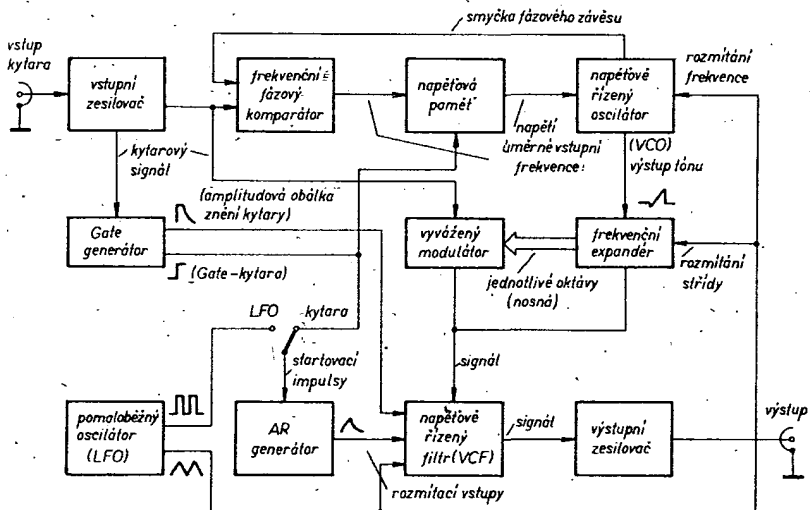 smyčka fázového závěsu
vstup
kytara
vstupní
zesilovač
frekvenční
fázový
komparátor
napěťová
paměť
napěťově
řízený
oscilátor
rozmítání
frekvence
kytarový
signál
napětí
úměrné vstupní
frekvence
(VCO)
výstup tónu
(amplitudová obálka
znění kytary)
Gate
generátor
(Gate-kytara)
vyvážený
modulátor
frekvenční
expandér
jednotlivé oktávy
(nosná)
rozmítání
střídy
LFO
kytara
startovací
impulsy
signál
pomaloběžný
oscilátor
(LFO)
AR
generátor
napěťově
řízený
filtr(VCF)
signál
výstupní
zesilovač
výstup
rozmítací vstupy